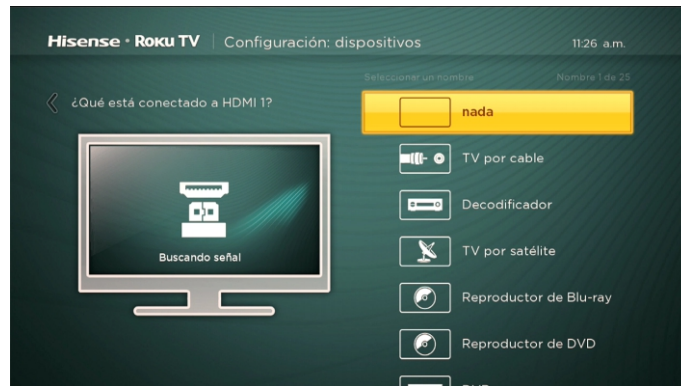 Hisense • Roku TV | Configuración: dispositivos
11:26 a.m.
Seleccionar un nombre
Nombre 1 de 25
¿Qué está conectado a HDMI 1?
Buscando señal
nada
TV por cable
Decodificador
TV por satélite
Reproductor de Blu-ray
Reproductor de DVD